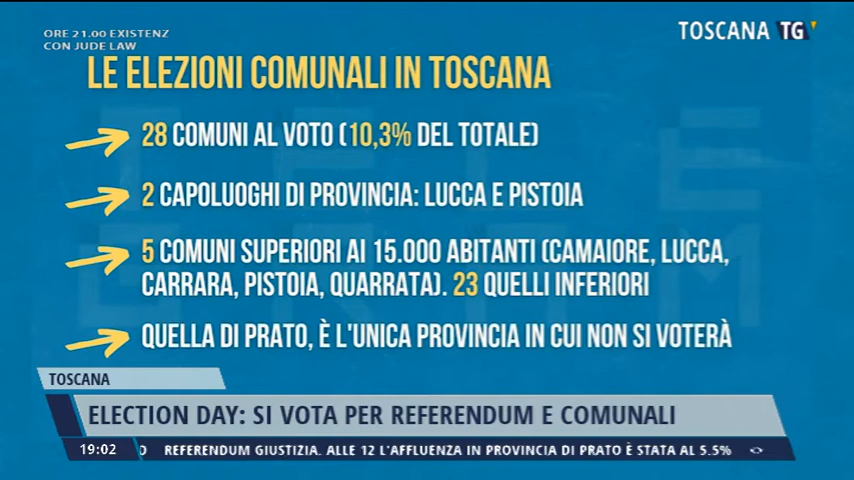 ORE 21.00 EXISTENZ
CON JUDE LAW
TOSCANA TG
LE ELEZIONI COMUNALI IN TOSCANA
28 COMUNI AL VOTO (10,3% DEL TOTALE)
2 CAPOLUOGHI DI PROVINCIA: LUCCA E PISTOIA
5 COMUNI SUPERIORI AI 15.000 ABITANTI (CAMAIORE, LUCCA,
CARRARA, PISTOIA, QUARRATA). 23 QUELLI INFERIORI
QUELLA DI PRATO, È L'UNICA PROVINCIA IN CUI NON SI VOTERÀ
TOSCANA
ELECTION DAY: SI VOTA PER REFERENDUM E COMUNALI
19:02 O REFERENDUM GIUSTIZIA. ALLE 12 L'AFFLUENZA IN PROVINCIA DI PRATO È STATA AL 5.5%